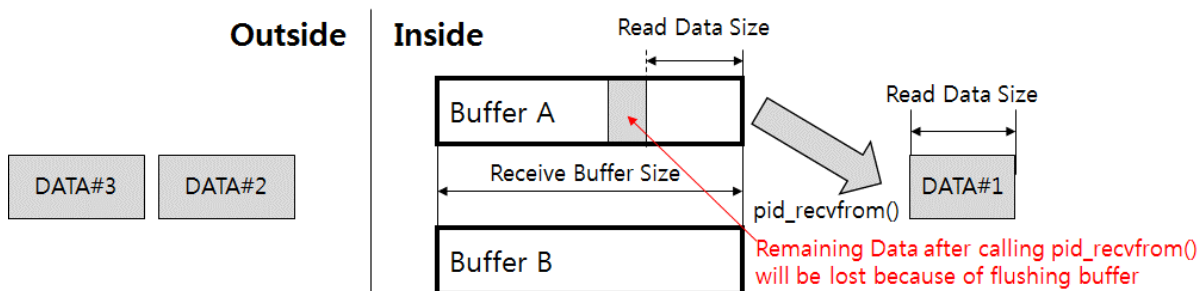 Outside
Inside
Read Data Size
Buffer A
Read Data Size
Receive Buffer Size
DATA#3
DATA#2
DATA#1
pid_recvfrom()
Buffer B
Remaining Data after calling pid_recvfrom()
will be lost because of flushing buffer